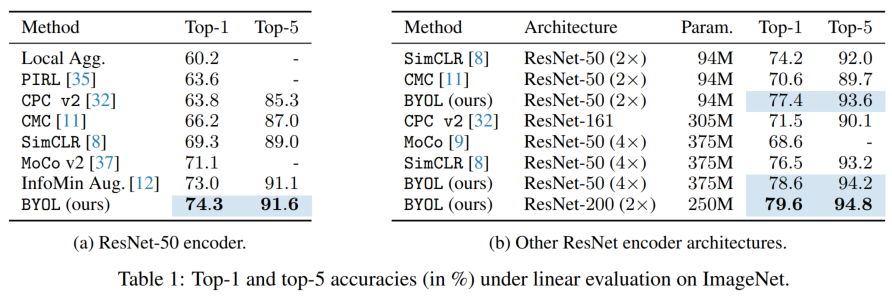 Method Top-1 Top-5
Local Agg. 60.2 -
PIRL [35] 63.6 -
CPC v2 [32] 63.8 85.3
CMC [11] 66.2 87.0
SimCLR [8] 69.3 89.0
MoCo v2 [37] 71.1 -
InfoMin Aug. [12] 73.0 91.1
BYOL (ours) 74.3 91.6
(a) ResNet-50 encoder.
Method Architecture Param. Top-1 Top-5
SimCLR [8] ResNet-50 (2×) 94M 74.2 92.0
CMC [11] ResNet-50 (2×) 94M 70.6 89.7
BYOL (ours) ResNet-50 (2×) 94M 77.4 93.6
CPC v2 [32] ResNet-161 305M 71.5 90.1
MoCo [9] ResNet-50 (4×) 375M 68.6 -
SimCLR [8] ResNet-50 (4×) 375M 76.5 93.2
BYOL (ours) ResNet-50 (4×) 375M 78.6 94.2
BYOL (ours) ResNet-200 (2×) 250M 79.6 94.8
(b) Other ResNet encoder architectures.
Table 1: Top-1 and top-5 accuracies (in %) under linear evaluation on ImageNet.